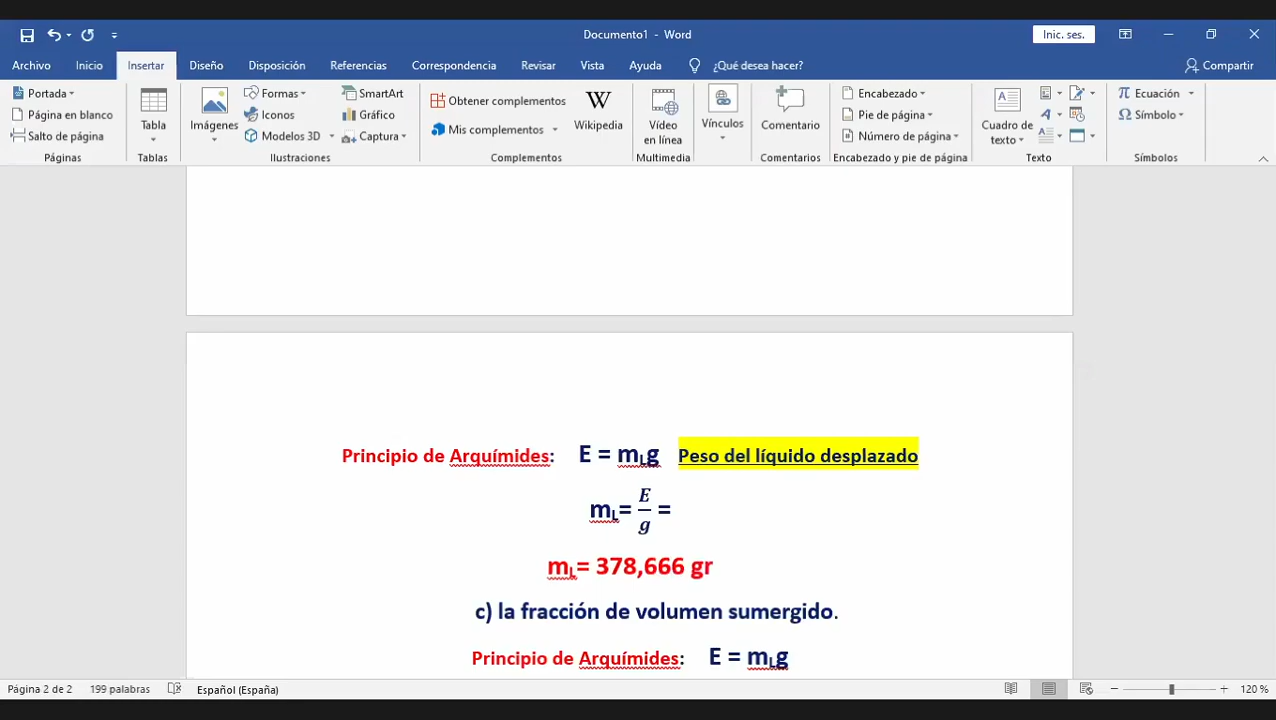 Documento1 - Word
Inic. ses.
Archivo Inicio Insertar Diseño Disposición Referencias Correspondencia Revisar Vista Ayuda ¿Qué desea hacer? Compartir
Portada
Página en blanco
Salto de página
Páginas
Tabla
Tablas
Imágenes
Formas
Iconos
Modelos 3D
SmartArt
Gráfico
Captura
Ilustraciones
Obtener complementos
Mis complementos
Wikipedia
Complementos
Vídeo
en línea
Multimedia
Vínculos
Comentario
Comentarios
Encabezado
Pie de página
Número de página
Encabezado y pie de página
Cuadro de
texto
Texto
Ecuación
Símbolo
Símbolos
Principio de Arquímides: E = mLg Peso del líquido desplazado
mL= E/g =
mL= 378,666 gr
c) la fracción de volumen sumergido.
Principio de Arquímides: E = mLg
Página 2 de 2 199 palabras Español (España) 120 %